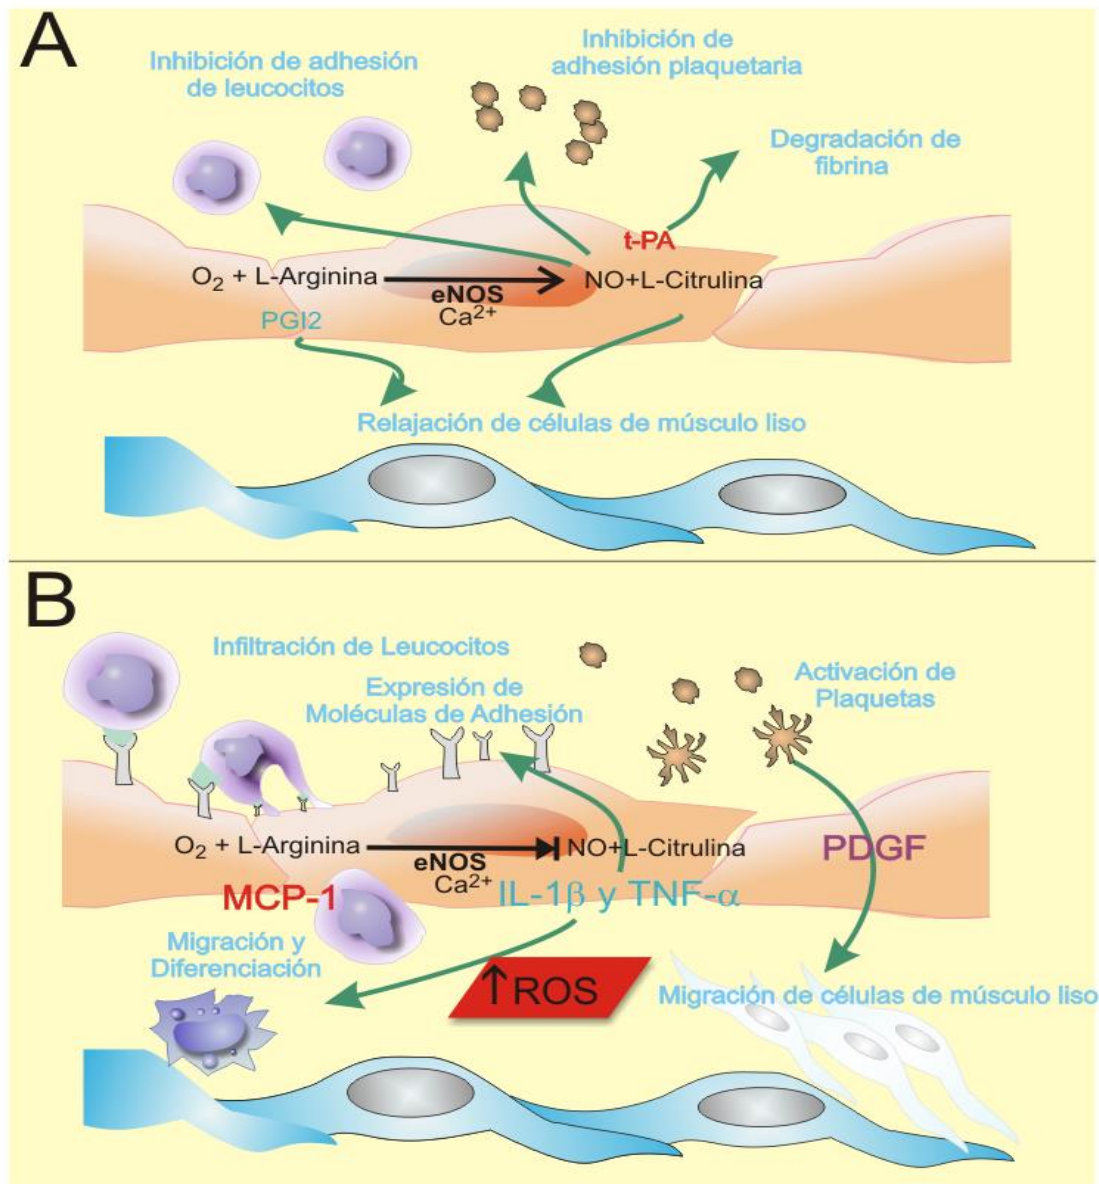 A
Inhibición de adhesión
de leucocitos
Inhibición de
adhesión plaquetaria
Degradación de
fibrina
t-PA
O2 + L-Arginina
eNOS
Ca2+
NO+L-Citrulina
PGI2
Relajación de células de músculo liso
B
Infiltración de Leucocitos
Expresión de
Moléculas de Adhesión
Activación de
Plaquetas
O2 + L-Arginina
eNOS
Ca2+
NO+L-Citrulina
PDGF
MCP-1
IL-1β y TNF-α
Migración y
Diferenciación
↑ROS
Migración de células de músculo liso